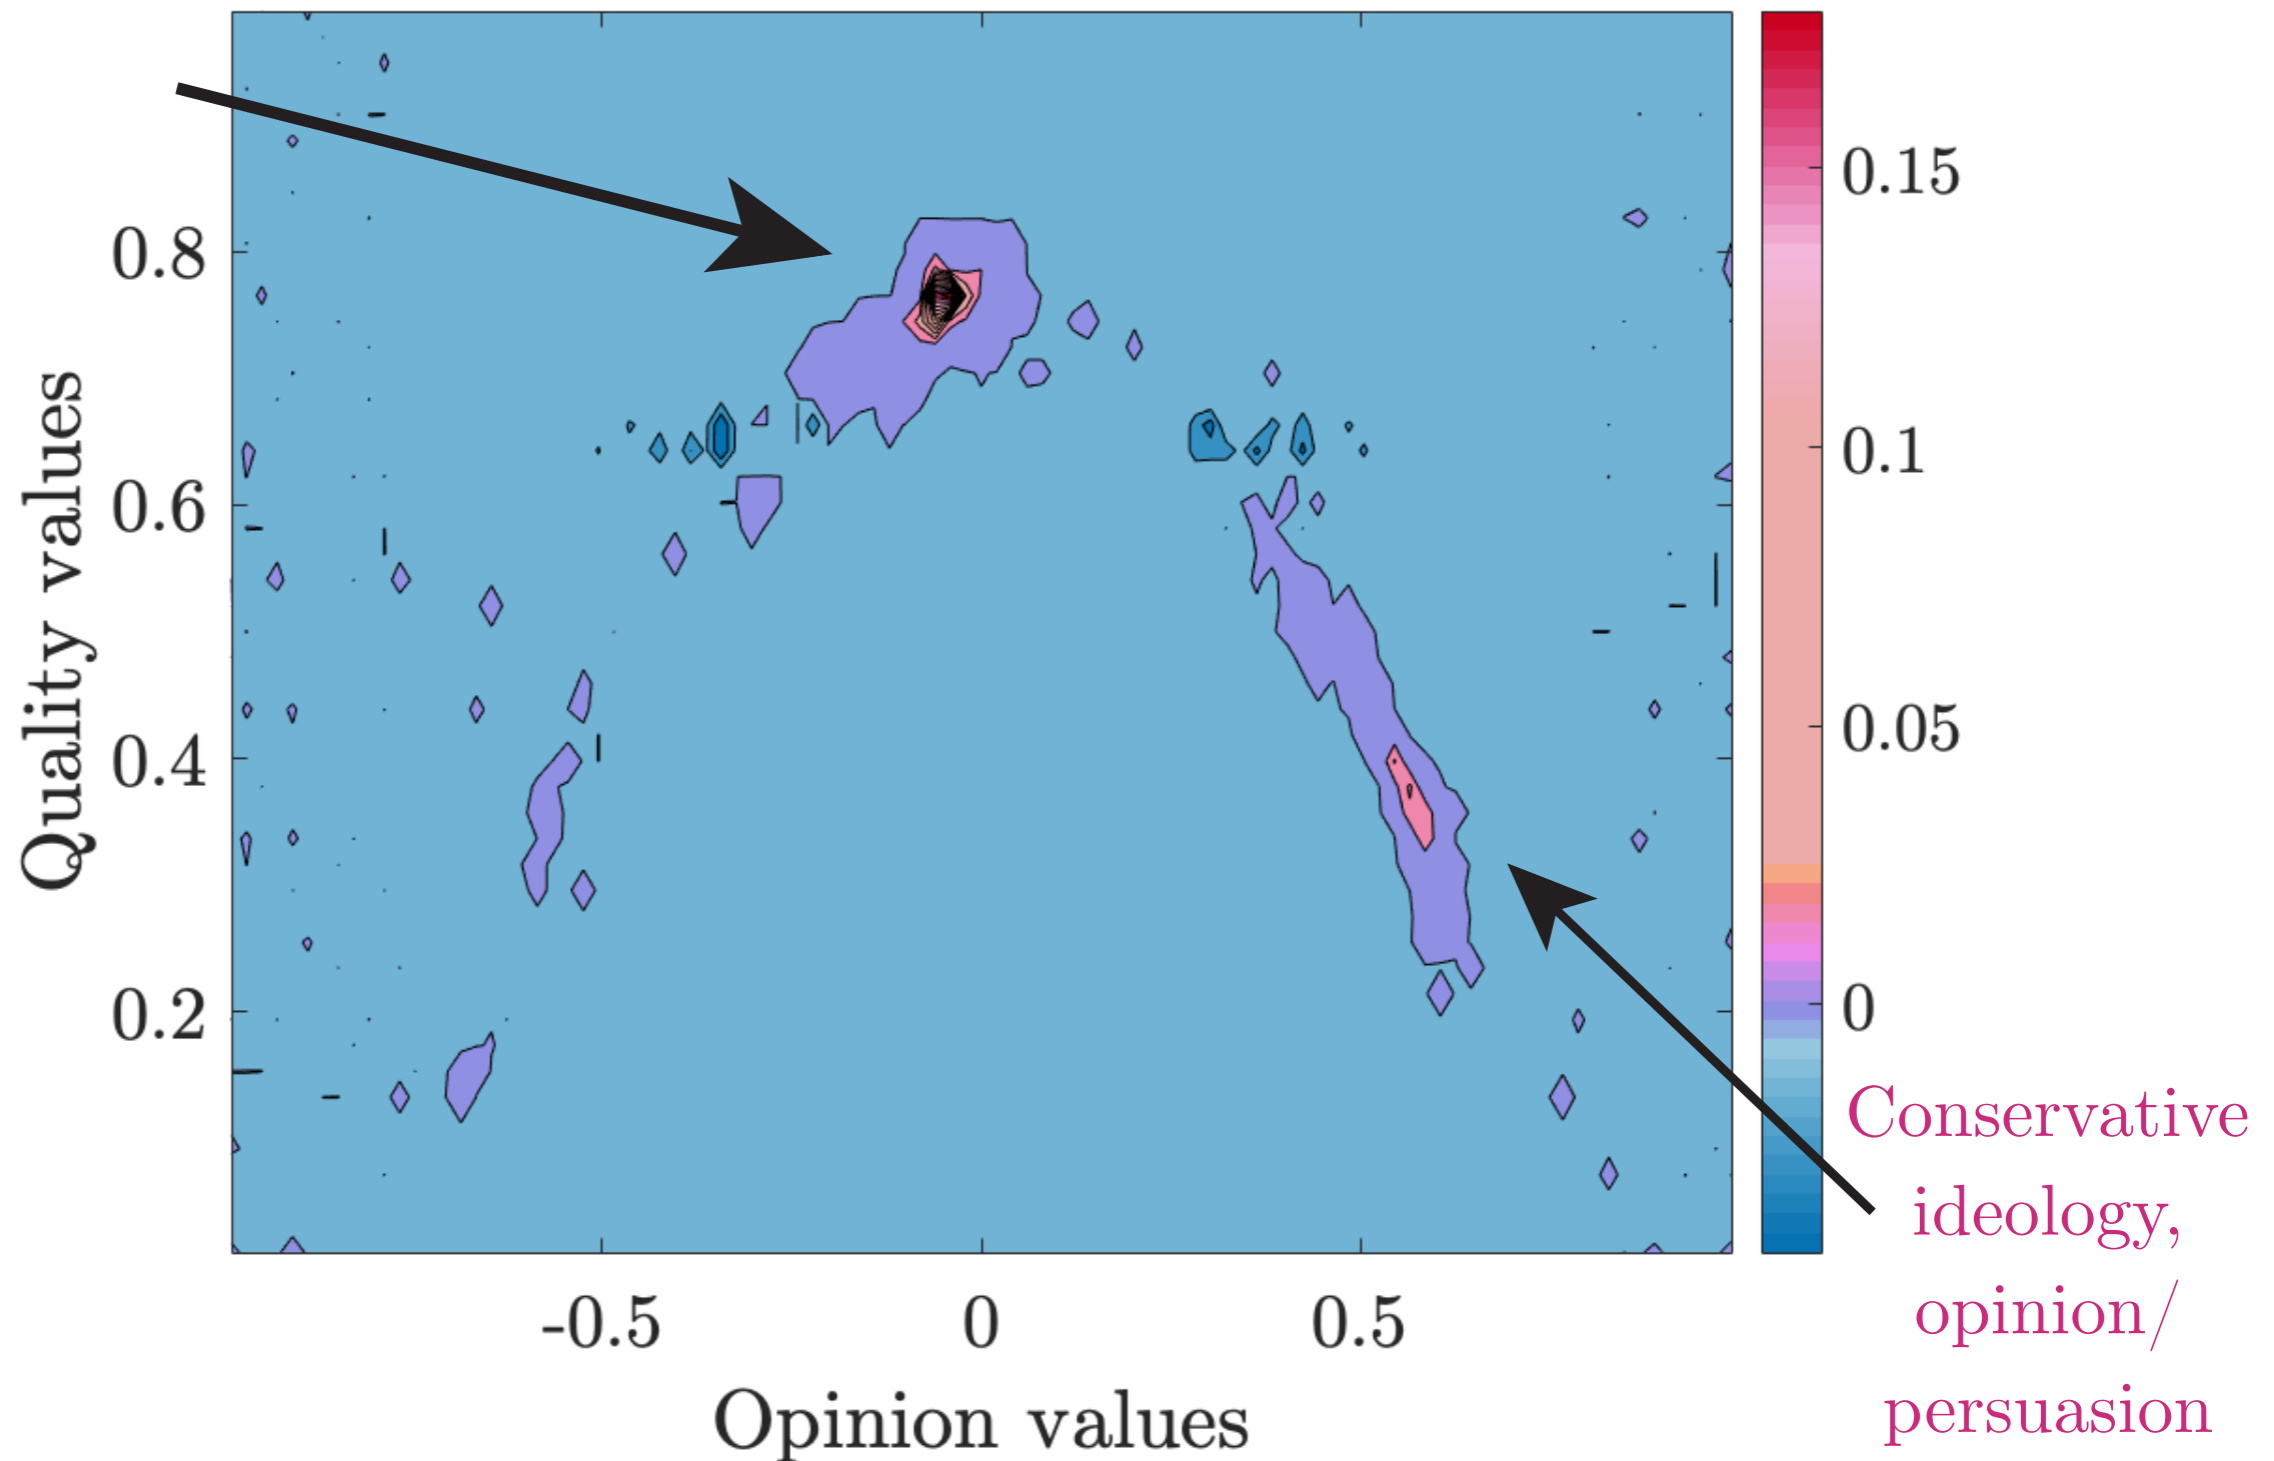 Quality values
0.8
0.6
0.4
0.2
-0.5
0
0.5
Opinion values
0.15
0.1
0.05
0
Conservative
ideology,
opinion/
persuasion